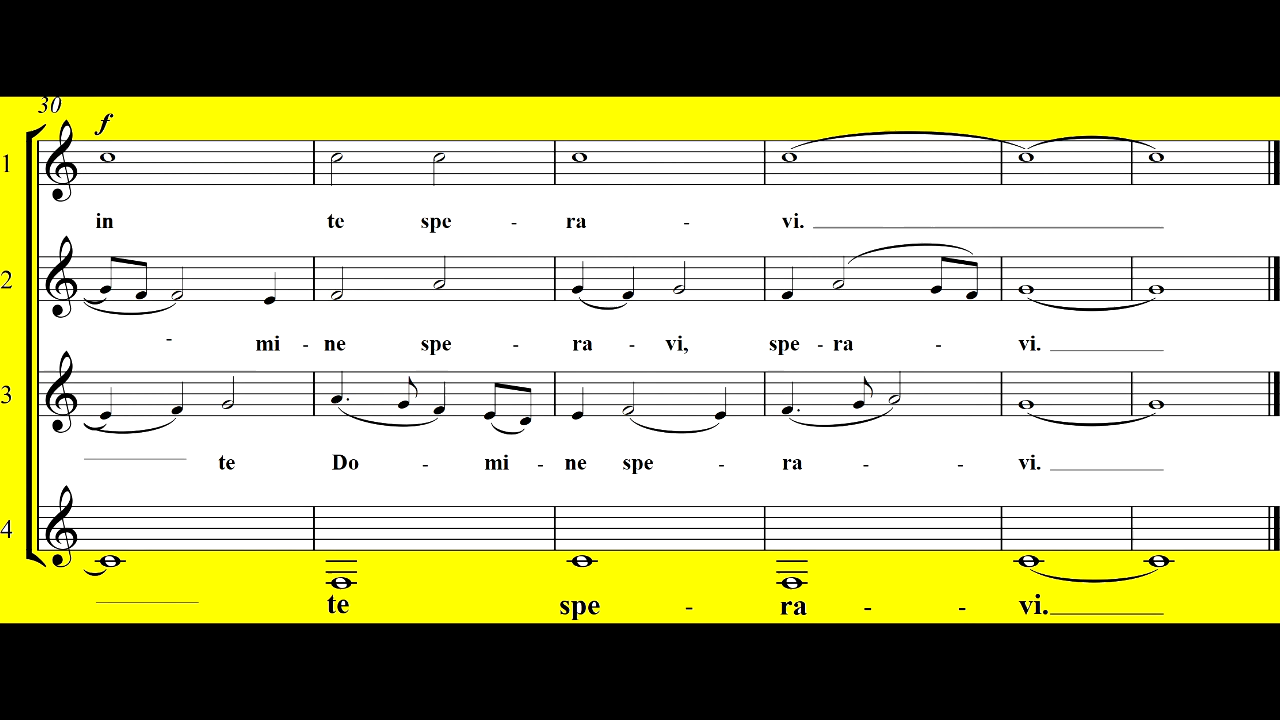 30
f
1
in te spe - ra - vi.
2
- mi - ne spe - ra - vi, spe - ra - vi.
3
te Do - mi - ne spe - ra - - vi.
4
te spe - ra - - vi.